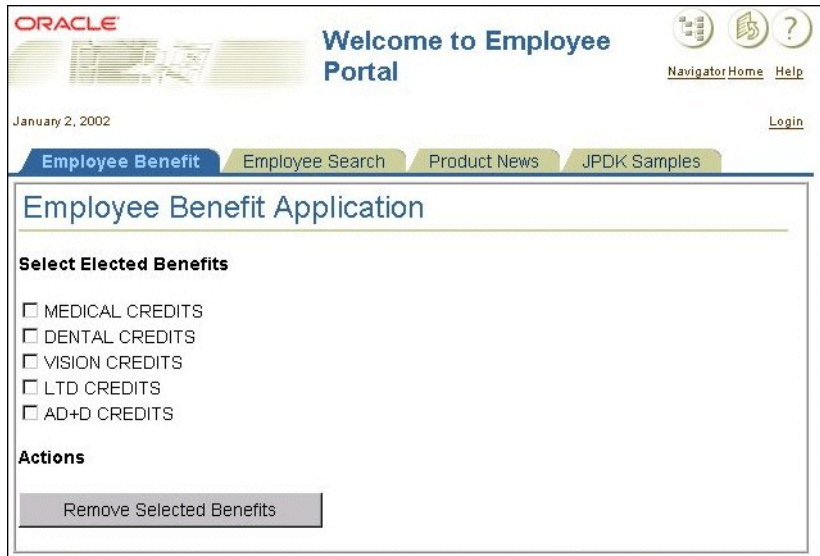 ORACLE
Welcome to Employee
Portal
Navigator Home Help
January 2, 2002
Login
Employee Benefit Employee Search Product News JPDK Samples
Employee Benefit Application
Select Elected Benefits
MEDICAL CREDITS
DENTAL CREDITS
VISION CREDITS
LTD CREDITS
AD+D CREDITS
Actions
Remove Selected Benefits